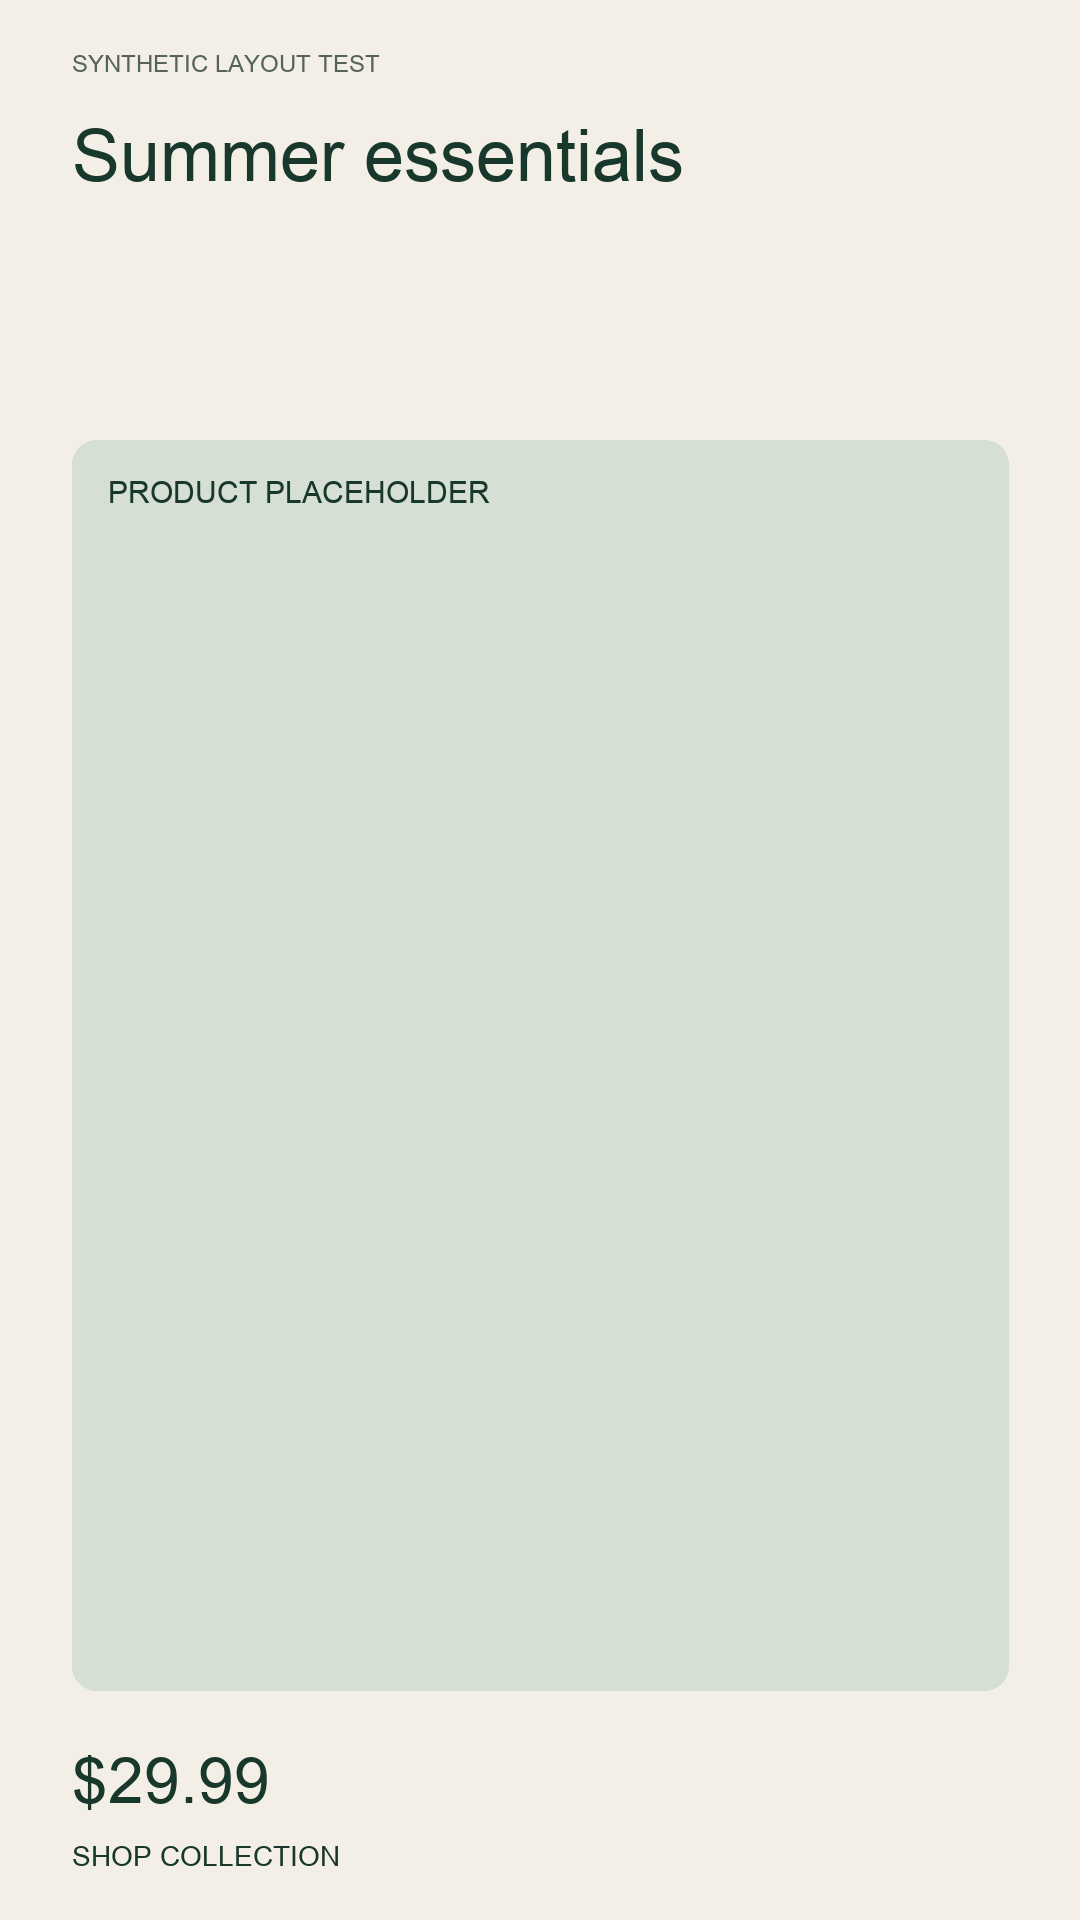 SYNTHETIC LAYOUT TEST
Summer essentials
PRODUCT PLACEHOLDER
$29.99
SHOP COLLECTION